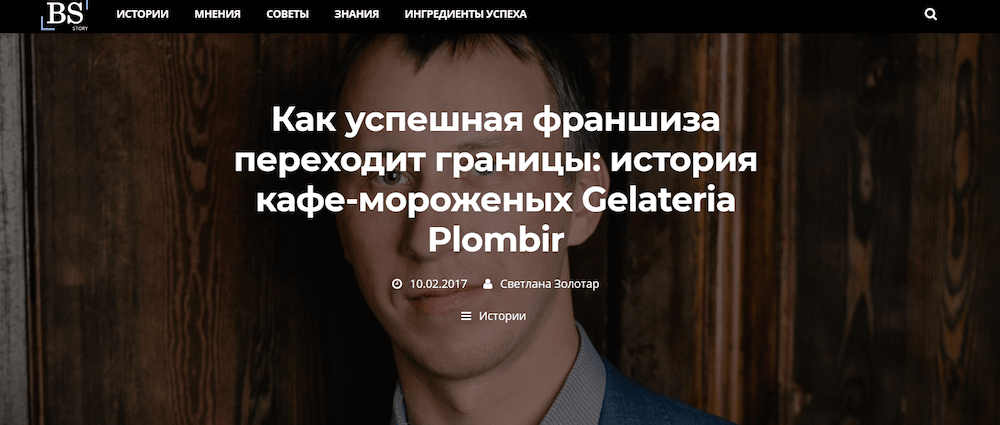 BS
STORY
ИСТОРИИ МНЕНИЯ СОВЕТЫ ЗНАНИЯ ИНГРЕДИЕНТЫ УСПЕХА
Как успешная франшиза
переходит границы: история
кафе-мороженых Gelateria
Plombir
10.02.2017 Светлана Золотар
Истории